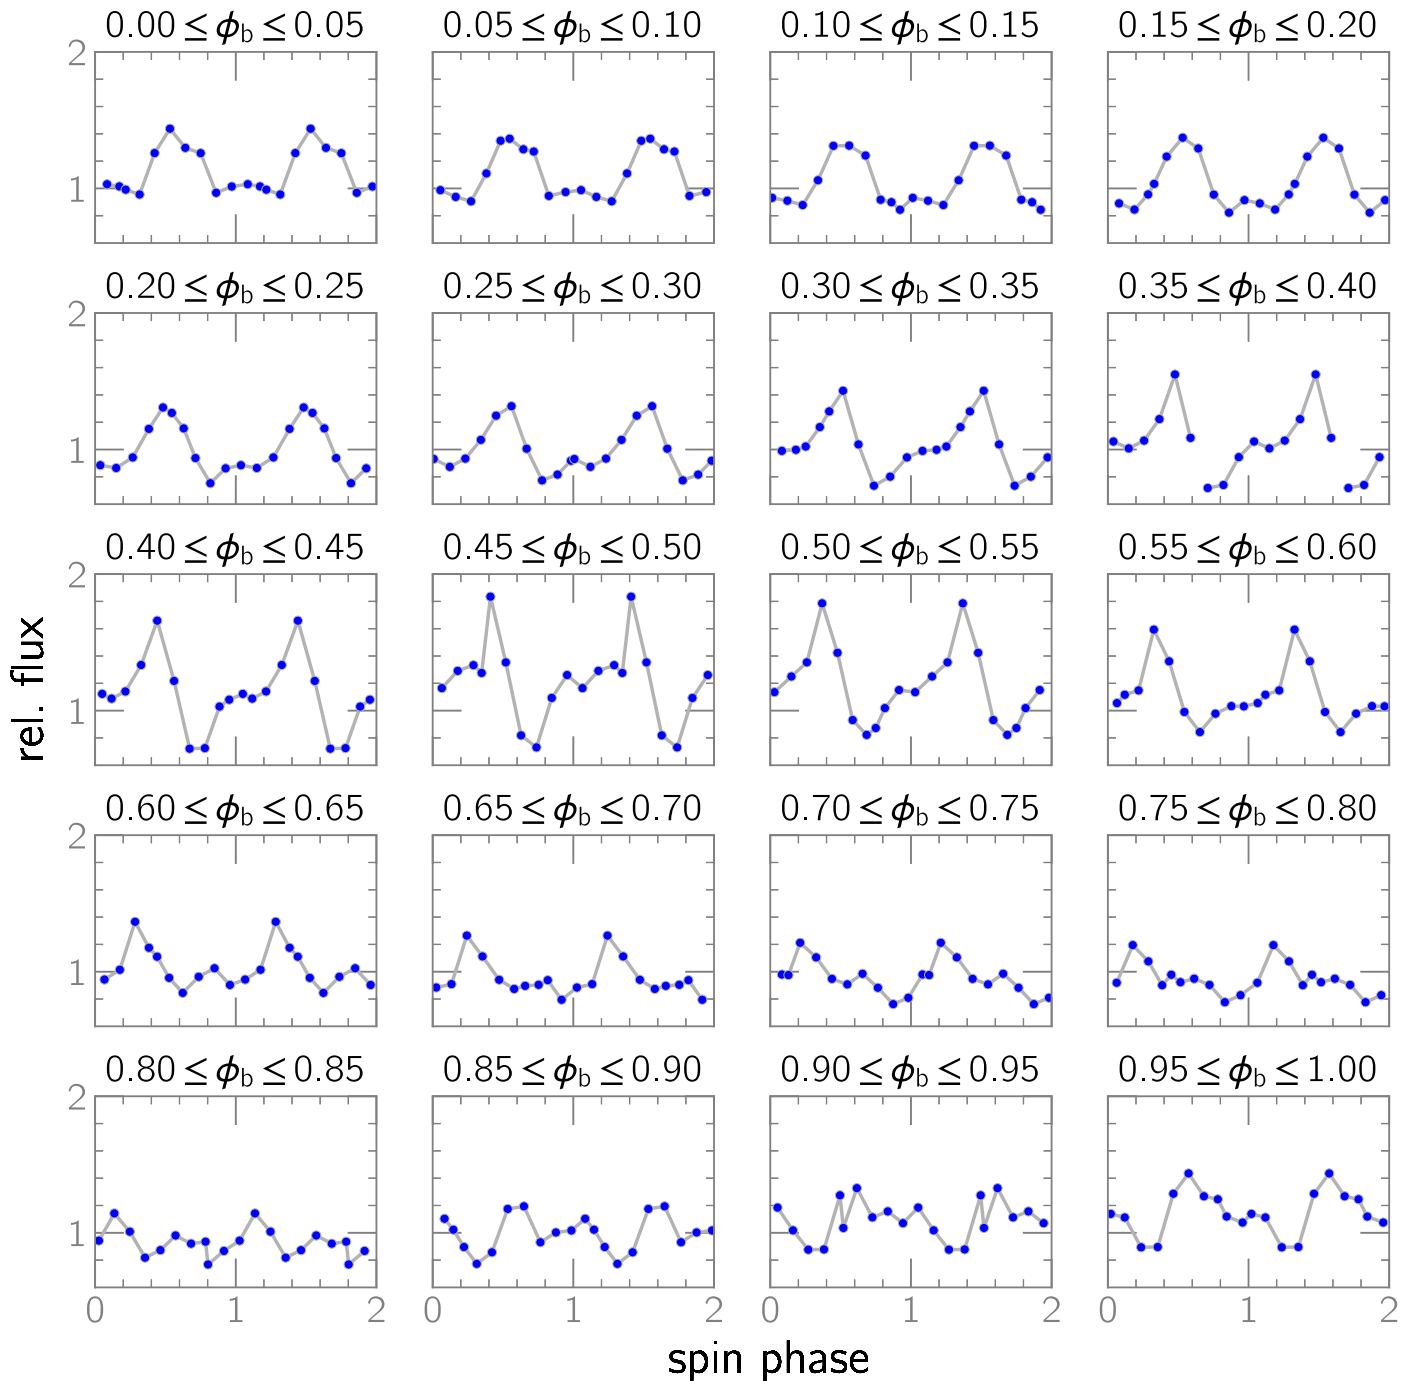 0.00 ≤ ϕb ≤ 0.05 0.05 ≤ ϕb ≤ 0.10 0.10 ≤ ϕb ≤ 0.15 0.15 ≤ ϕb ≤ 0.20
2
1
0.20 ≤ ϕb ≤ 0.25 0.25 ≤ ϕb ≤ 0.30 0.30 ≤ ϕb ≤ 0.35 0.35 ≤ ϕb ≤ 0.40
2
1
0.40 ≤ ϕb ≤ 0.45 0.45 ≤ ϕb ≤ 0.50 0.50 ≤ ϕb ≤ 0.55 0.55 ≤ ϕb ≤ 0.60
2
rel. flux
1
0.60 ≤ ϕb ≤ 0.65 0.65 ≤ ϕb ≤ 0.70 0.70 ≤ ϕb ≤ 0.75 0.75 ≤ ϕb ≤ 0.80
2
1
0.80 ≤ ϕb ≤ 0.85 0.85 ≤ ϕb ≤ 0.90 0.90 ≤ ϕb ≤ 0.95 0.95 ≤ ϕb ≤ 1.00
2
1
0 1 2 0 1 2 0 1 2 0 1 2
spin phase